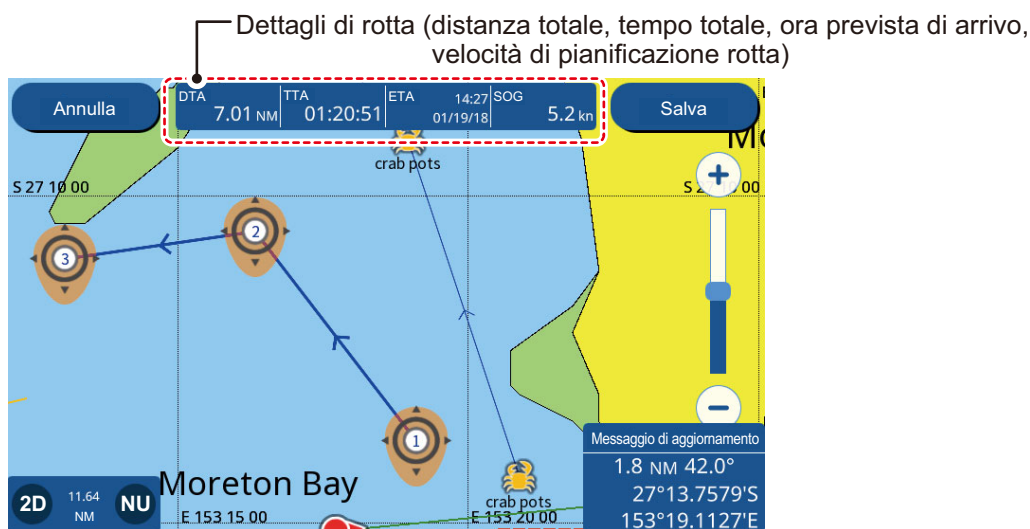 Dettagli di rotta (distanza totale, tempo totale, ora prevista di arrivo,
velocità di pianificazione rotta)
Annulla
DTA
7.01 NM
TTA
01:20:51
ETA
14:27
01/19/18
SOG
5.2 kn
Salva
crab pots
S 27 10 00
+
3
2
1
−
Messaggio di aggiornamento
1.8 NM 42.0°
27°13.7579'S
153°19.1127'E
Moreton Bay
crab pots
2D
11.64
NM
NU
E 153 15 00
E 153 20 00